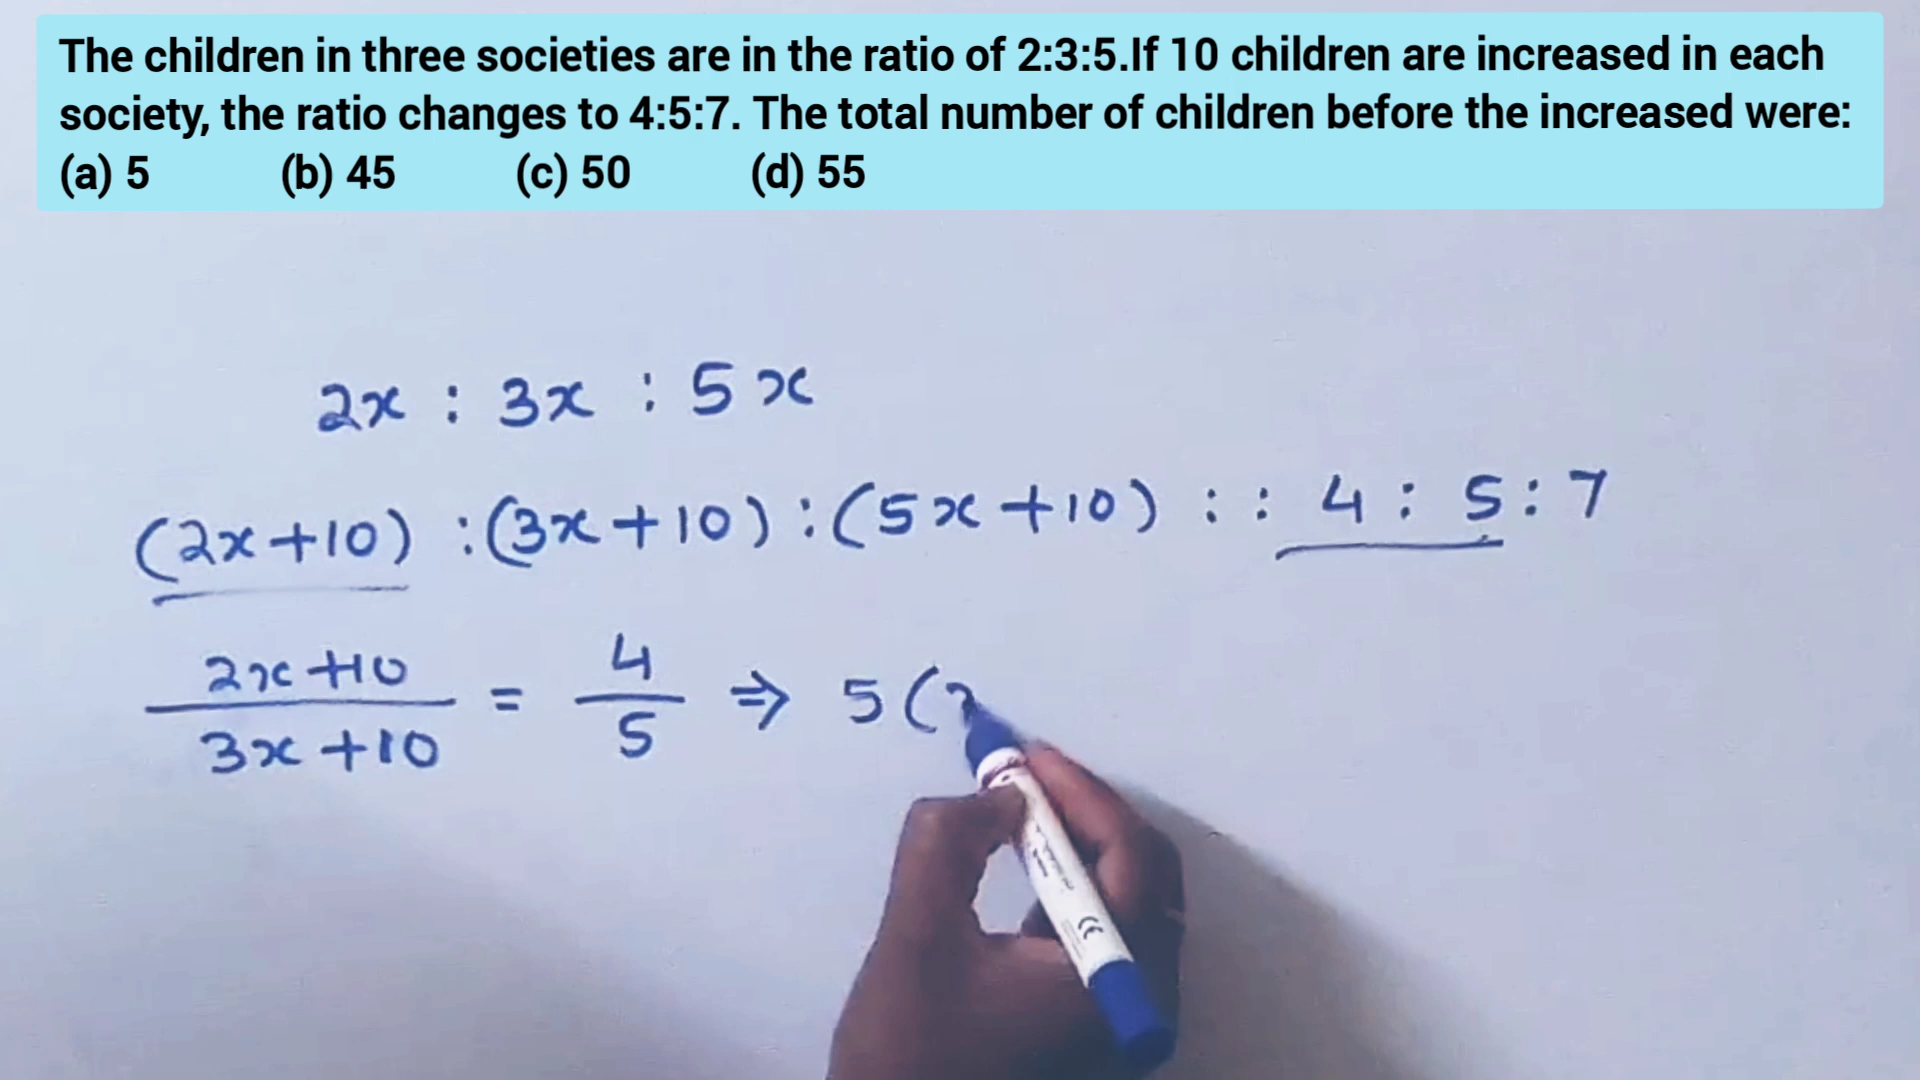 The children in three societies are in the ratio of 2:3:5.If 10 children are increased in each
society, the ratio changes to 4:5:7. The total number of children before the increased were:
(a) 5 (b) 45 (c) 50 (d) 55
2x : 3x : 5x
(2x+10) : (3x+10) : (5x+10) : : 4 : 5 : 7
2x+10
3x+10
=
4
5
⇒ 5(2
CE